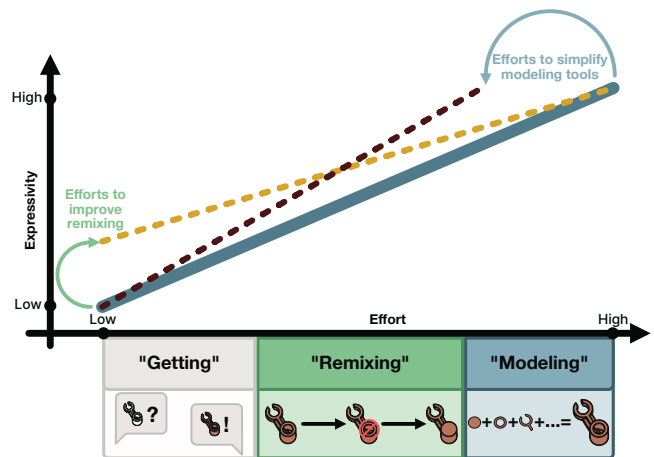 Efforts to simplify
modeling tools
High
Efforts to
improve
remixing
Expressivity
Low
Low
Effort
High
"Getting"
"Remixing"
"Modeling"
?
!
+ + +...=